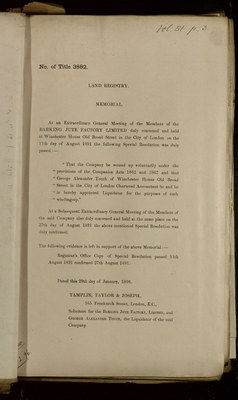 Vol. 80 p. 3
No. of Title 3882.
LAND REGISTRY.
MEMORIAL.
At an Extraordinary General Meeting of the Members of the
BARKING JUTE FACTORY LIMITED duly convened and held
at Winchester House Old Broad Street in the City of London on the
11th day of August 1891 the following Special Resolution was duly
passed :—
"That the Company be wound up voluntarily under the
"provisions of the Companies Acts 1862 and 1867 and that
"George Alexander Touch of Winchester House Old Broad
"Street in the City of London Chartered Accountant be and he
"is hereby appointed Liquidator for the purposes of such
"winding-up."
At a Subsequent Extraordinary General Meeting of the Members of
the said Company also duly convened and held at the same place on the
27th day of August 1891 the above mentioned Special Resolution was
duly confirmed.
The following evidence is left in support of the above Memorial :—
Registrar's Office Copy of Special Resolution passed 11th
August 1891 confirmed 27th August 1891.
Dated this day of January,
TAMPLIN, TAYLER & JOSEPH,
Fenchurch Street, London, E.C.,
Solicitors for the BARKING JUTE FACTORY, LIMITED, and
GEORGE ALEXANDER TOUCH, the Liquidator of the said
Company.